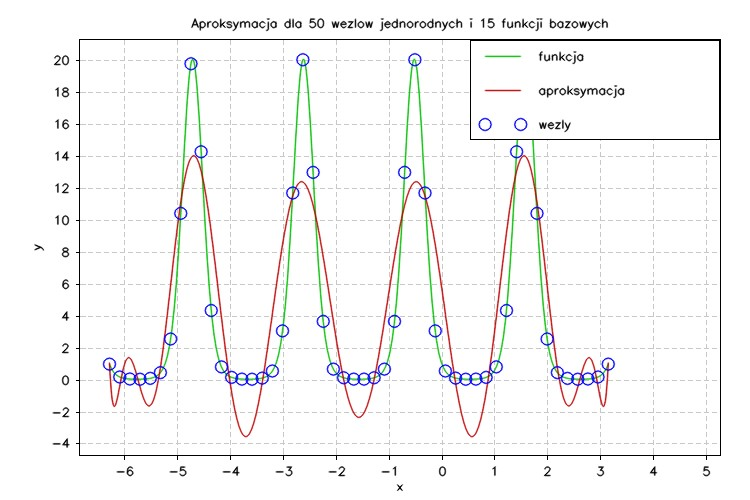 Aproksymacja dla 50 wezlow jednorodnych i 15 funkcji bazowych
funkcja
aproksymacja
wezly
20
18
16
14
12
10
8
6
4
2
0
−2
−4
y
−6 −5 −4 −3 −2 −1 0 1 2 3 4 5
x